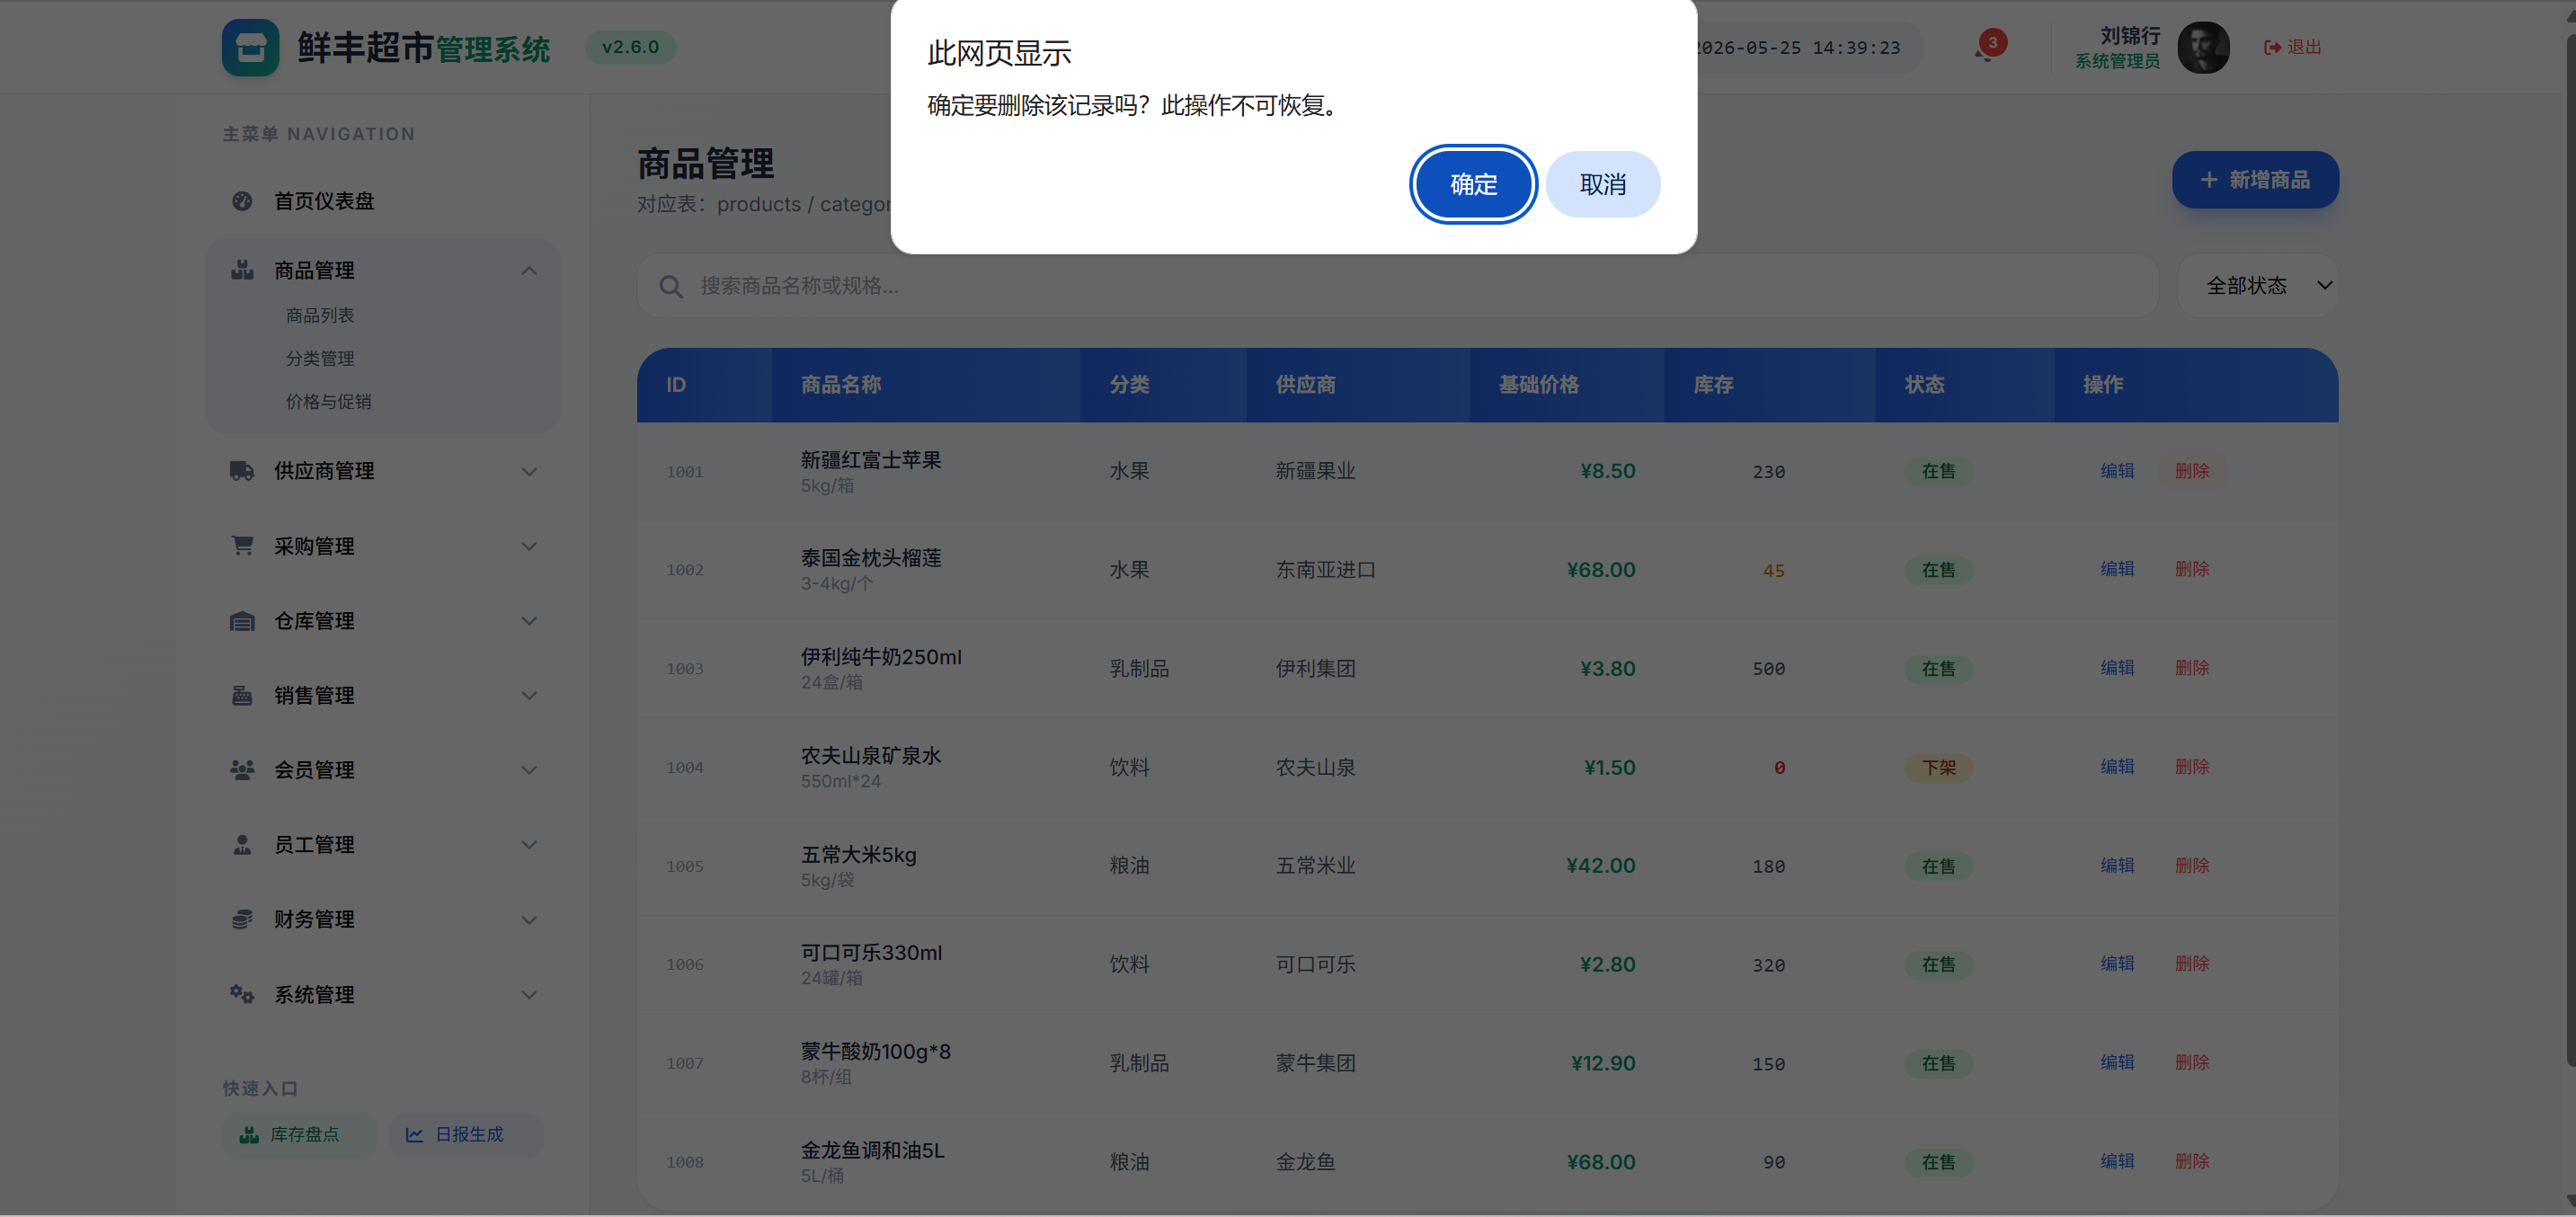 鲜丰超市管理系统 v2.6.0
2026-05-25 14:39:23
3
刘锦行
系统管理员
退出
此网页显示
确定要删除该记录吗？此操作不可恢复。
确定 取消
主菜单 NAVIGATION
首页仪表盘
商品管理
商品列表
分类管理
价格与促销
供应商管理
采购管理
仓库管理
销售管理
会员管理
员工管理
财务管理
系统管理
快速入口
库存盘点 日报生成
商品管理
对应表：products / categor
新增商品
搜索商品名称或规格...
全部状态
ID 商品名称 分类 供应商 基础价格 库存 状态 操作
1001 新疆红富士苹果 水果 新疆果业 ¥8.50 230 在售 编辑 删除
5kg/箱
1002 泰国金枕头榴莲 水果 东南亚进口 ¥68.00 45 在售 编辑 删除
3-4kg/个
1003 伊利纯牛奶250ml 乳制品 伊利集团 ¥3.80 500 在售 编辑 删除
24盒/箱
1004 农夫山泉矿泉水 饮料 农夫山泉 ¥1.50 0 下架 编辑 删除
550ml*24
1005 五常大米5kg 粮油 五常米业 ¥42.00 180 在售 编辑 删除
5kg/袋
1006 可口可乐330ml 饮料 可口可乐 ¥2.80 320 在售 编辑 删除
24罐/箱
1007 蒙牛酸奶100g*8 乳制品 蒙牛集团 ¥12.90 150 在售 编辑 删除
8杯/组
1008 金龙鱼调和油5L 粮油 金龙鱼 ¥68.00 90 在售 编辑 删除
5L/桶